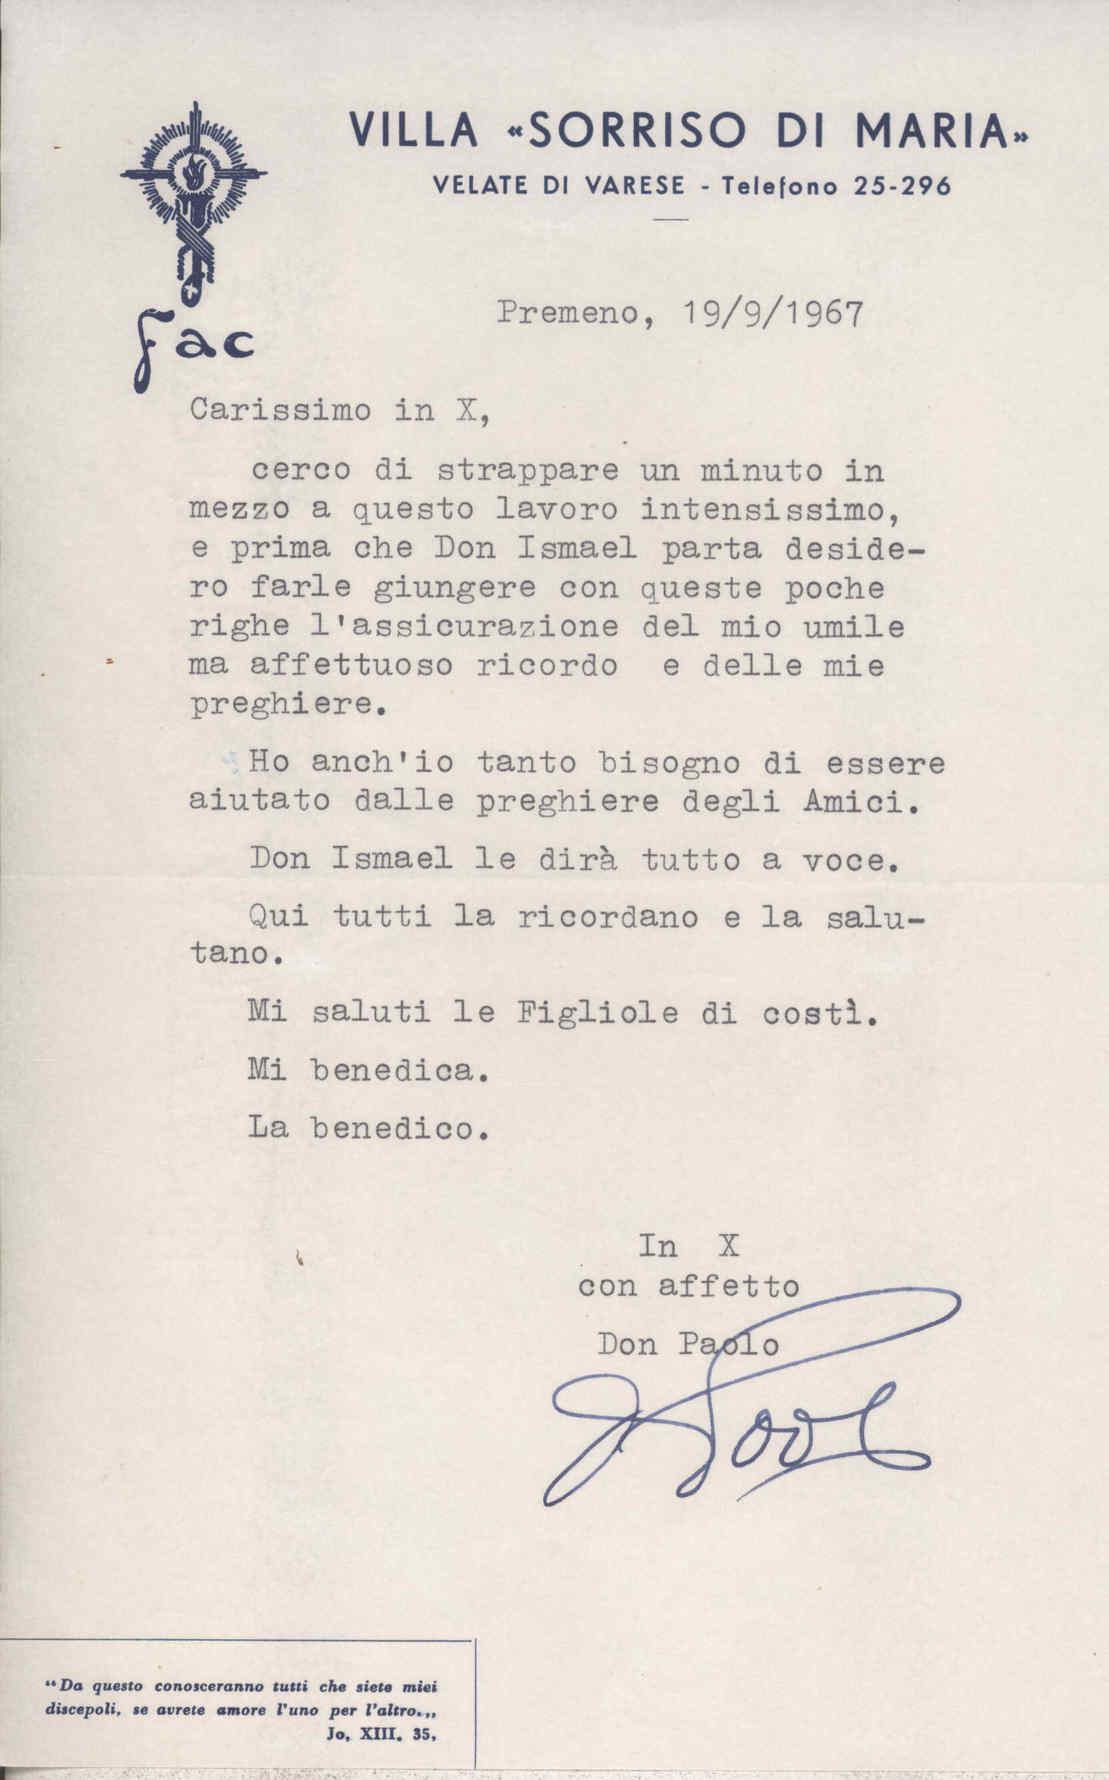 VILLA «SORRISO DI MARIA»
VELATE DI VARESE - Telefono 25-296
Fac
Premeno, 19/9/1967
Carissimo in X,
cerco di strappare un minuto in
mezzo a questo lavoro intensissimo,
e prima che Don Ismael parta deside-
ro farle giungere con queste poche
righe l'assicurazione del mio umile
ma affettuoso ricordo e delle mie
preghiere.
Ho anch'io tanto bisogno di essere
aiutato dalle preghiere degli Amici.
Don Ismael le dirà tutto a voce.
Qui tutti la ricordano e la salu-
tano.
Mi saluti le Figliole di costì.
Mi benedica.
La benedico.
In X
con affetto
Don Paolo
"Da questo conosceranno tutti che siete miei
discepoli, se avrete amore l'uno per l'altro.„
Jo. XIII. 35.